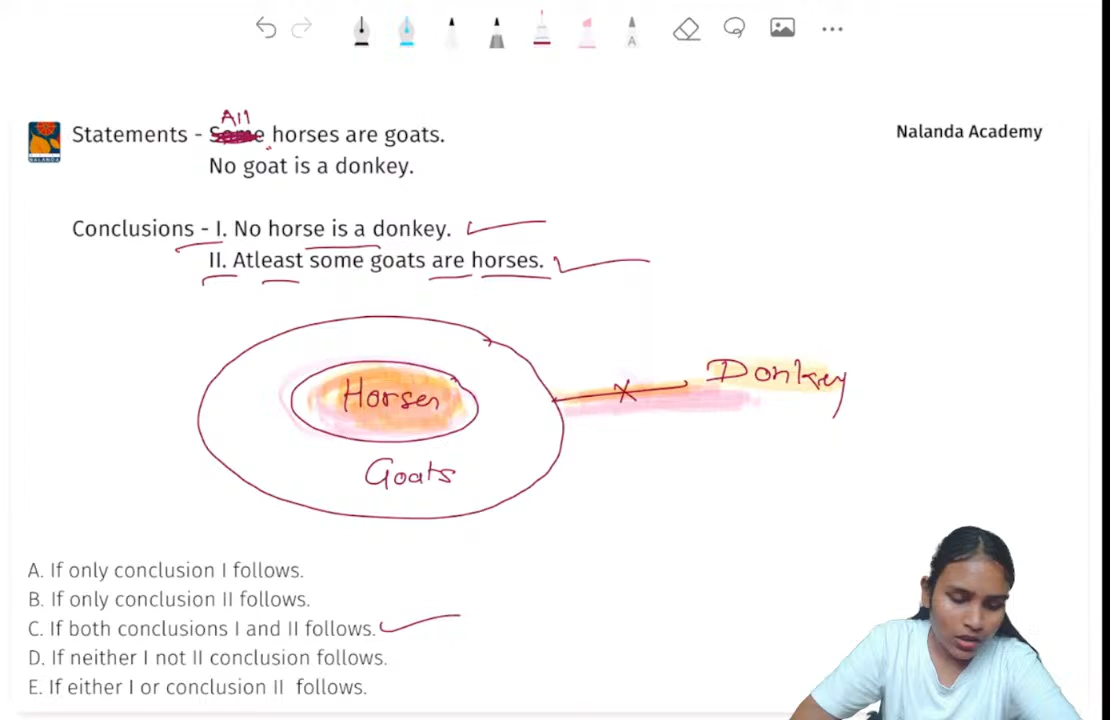 All
Statements - Some horses are goats.
Nalanda Academy
NALANDA
No goat is a donkey.
Conclusions - I. No horse is a donkey.
II. Atleast some goats are horses.
Donkey
Horses
Goats
A. If only conclusion I follows.
B. If only conclusion II follows.
C. If both conclusions I and II follows.
D. If neither I not II conclusion follows.
E. If either I or conclusion II follows.
A